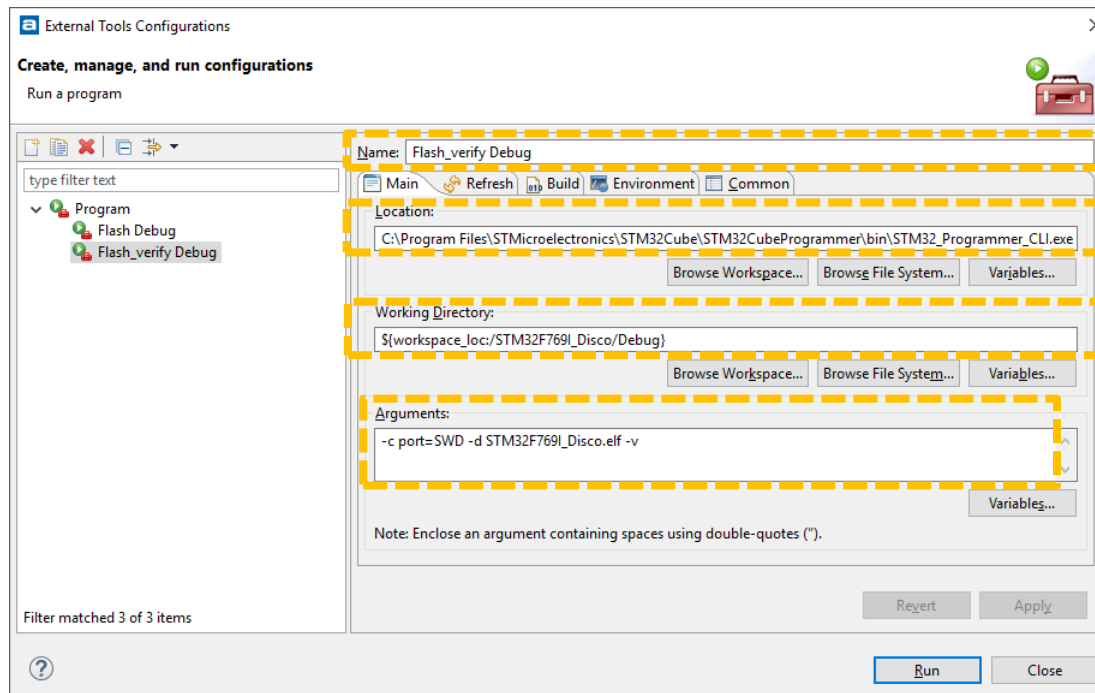 External Tools Configurations
Create, manage, and run configurations
Run a program
type filter text
Program
Flash Debug
Flash_verify Debug
Filter matched 3 of 3 items
Name: Flash_verify Debug
Main Refresh Build Environment Common
Location:
C:\Program Files\STMicroelectronics\STM32Cube\STM32CubeProgrammer\bin\STM32_Programmer_CLI.exe
Browse Workspace... Browse File System... Variables...
Working Directory:
${workspace_loc:/STM32F769I_Disco/Debug}
Browse Workspace... Browse File System... Variables...
Arguments:
-c port=SWD -d STM32F769I_Disco.elf -v
Variables...
Note: Enclose an argument containing spaces using double-quotes (").
Revert Apply
Run Close